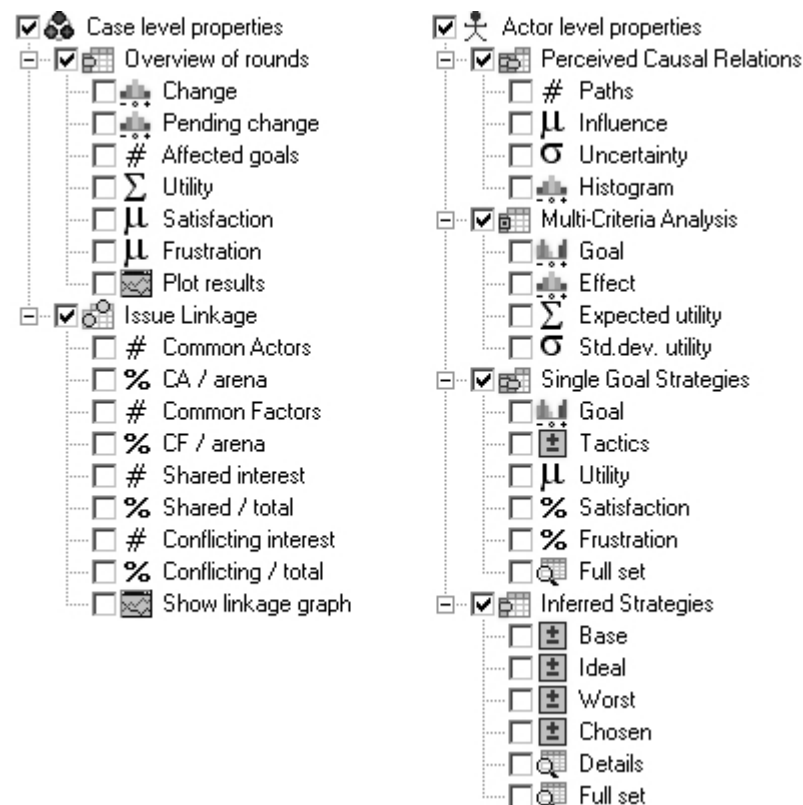 Case level properties
Overview of rounds
Change
Pending change
# Affected goals
Σ Utility
μ Satisfaction
μ Frustration
Plot results
Issue Linkage
# Common Actors
% CA / arena
# Common Factors
% CF / arena
# Shared interest
% Shared / total
# Conflicting interest
% Conflicting / total
Show linkage graph
Actor level properties
Perceived Causal Relations
# Paths
μ Influence
σ Uncertainty
Histogram
Multi-Criteria Analysis
Goal
Effect
Σ Expected utility
σ Std.dev. utility
Single Goal Strategies
Goal
± Tactics
μ Utility
% Satisfaction
% Frustration
Full set
Inferred Strategies
± Base
± Ideal
± Worst
± Chosen
Details
Full set